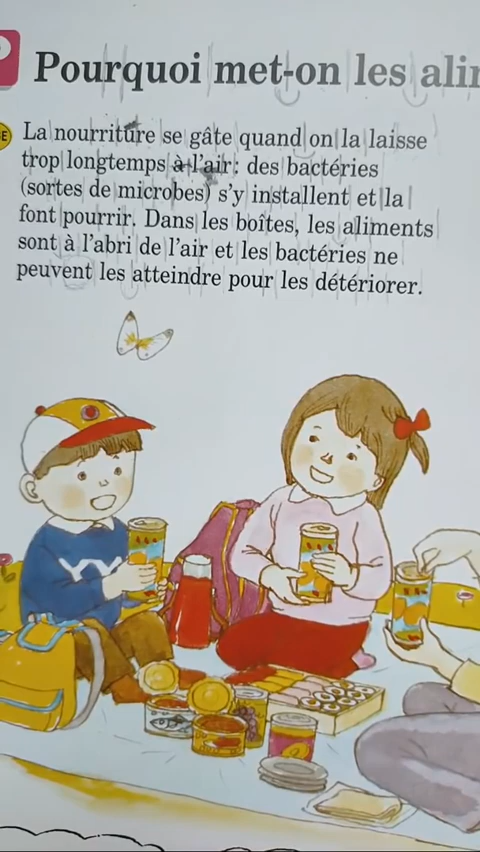 Pourquoi met-on les
La nourriture se gâte quand on la laisse
trop longtemps à l'air: des bactéries
(sortes de microbes) s'y installent et la
font pourrir. Dans les boîtes, les aliments
sont à l'abri de l'air et les bactéries ne
peuvent les atteindre pour les détériorer.